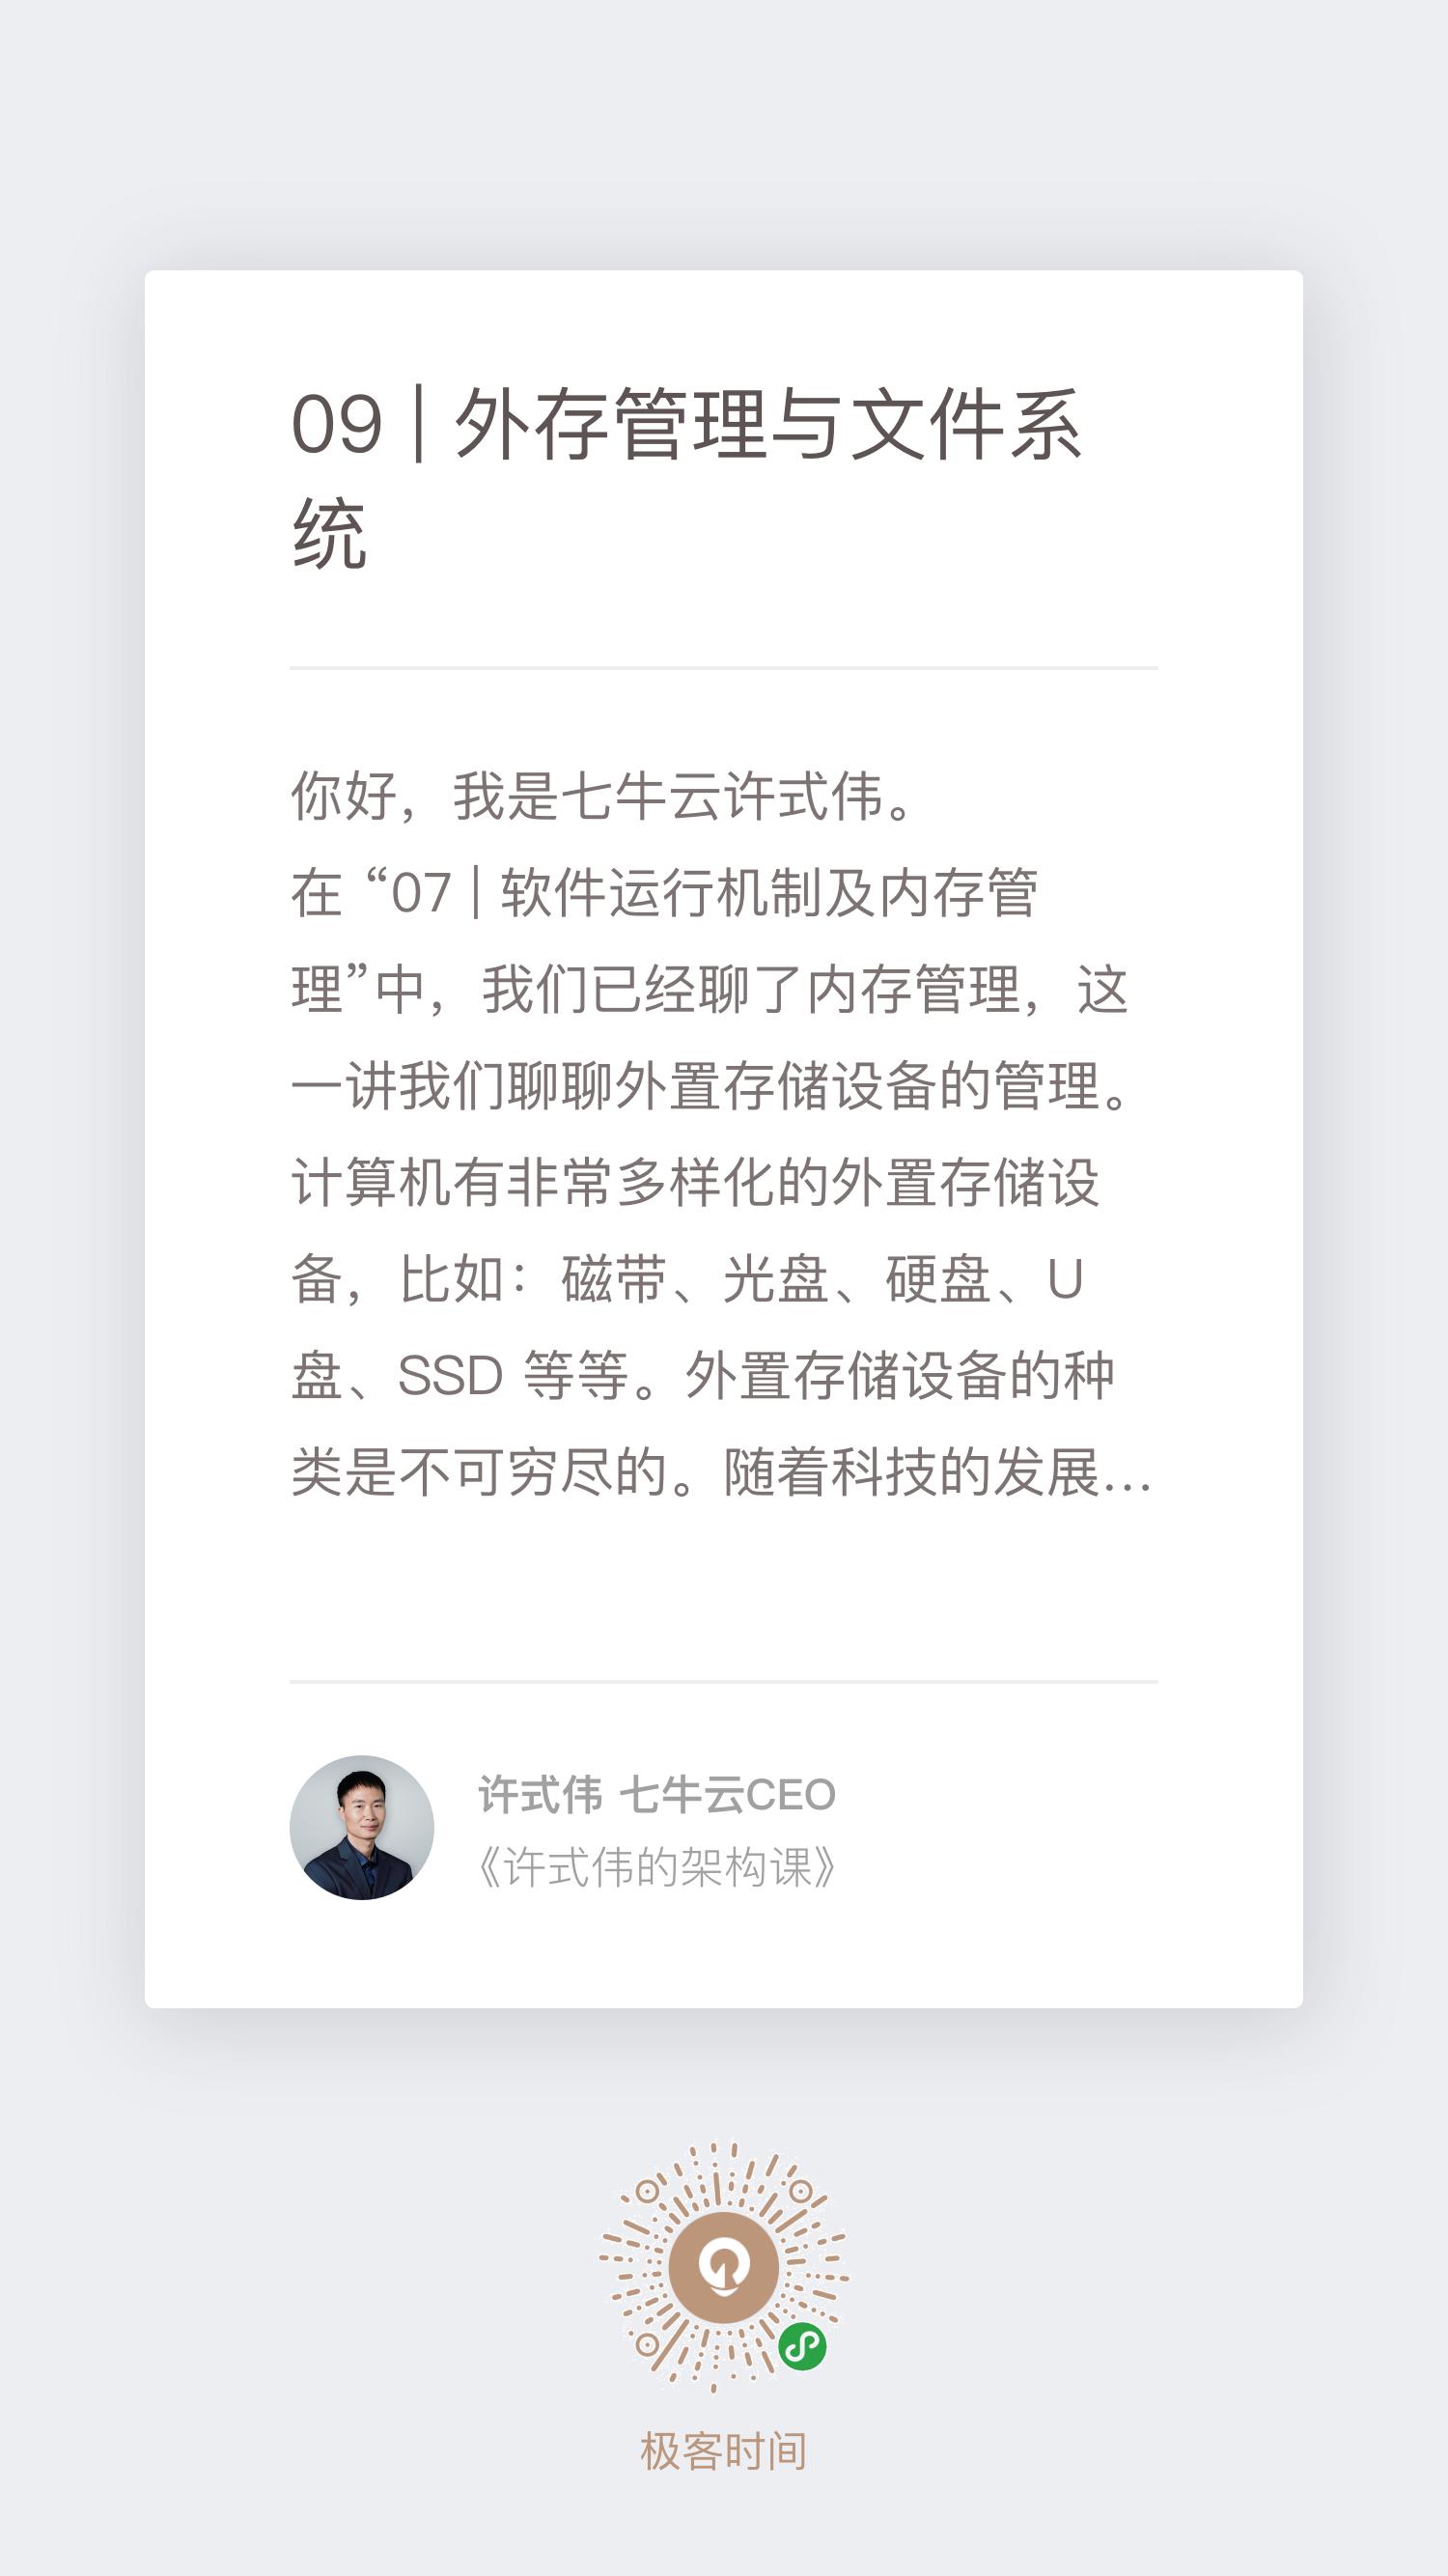 09 | 外存管理与文件系
统
你好，我是七牛云许式伟。
在 “07 | 软件运行机制及内存管
理”中，我们已经聊了内存管理，这
一讲我们聊聊外置存储设备的管理。
计算机有非常多样化的外置存储设
备，比如：磁带、光盘、硬盘、U
盘、SSD 等等。外置存储设备的种
类是不可穷尽的。随着科技的发展...
许式伟 七牛云CEO
《许式伟的架构课》
极客时间